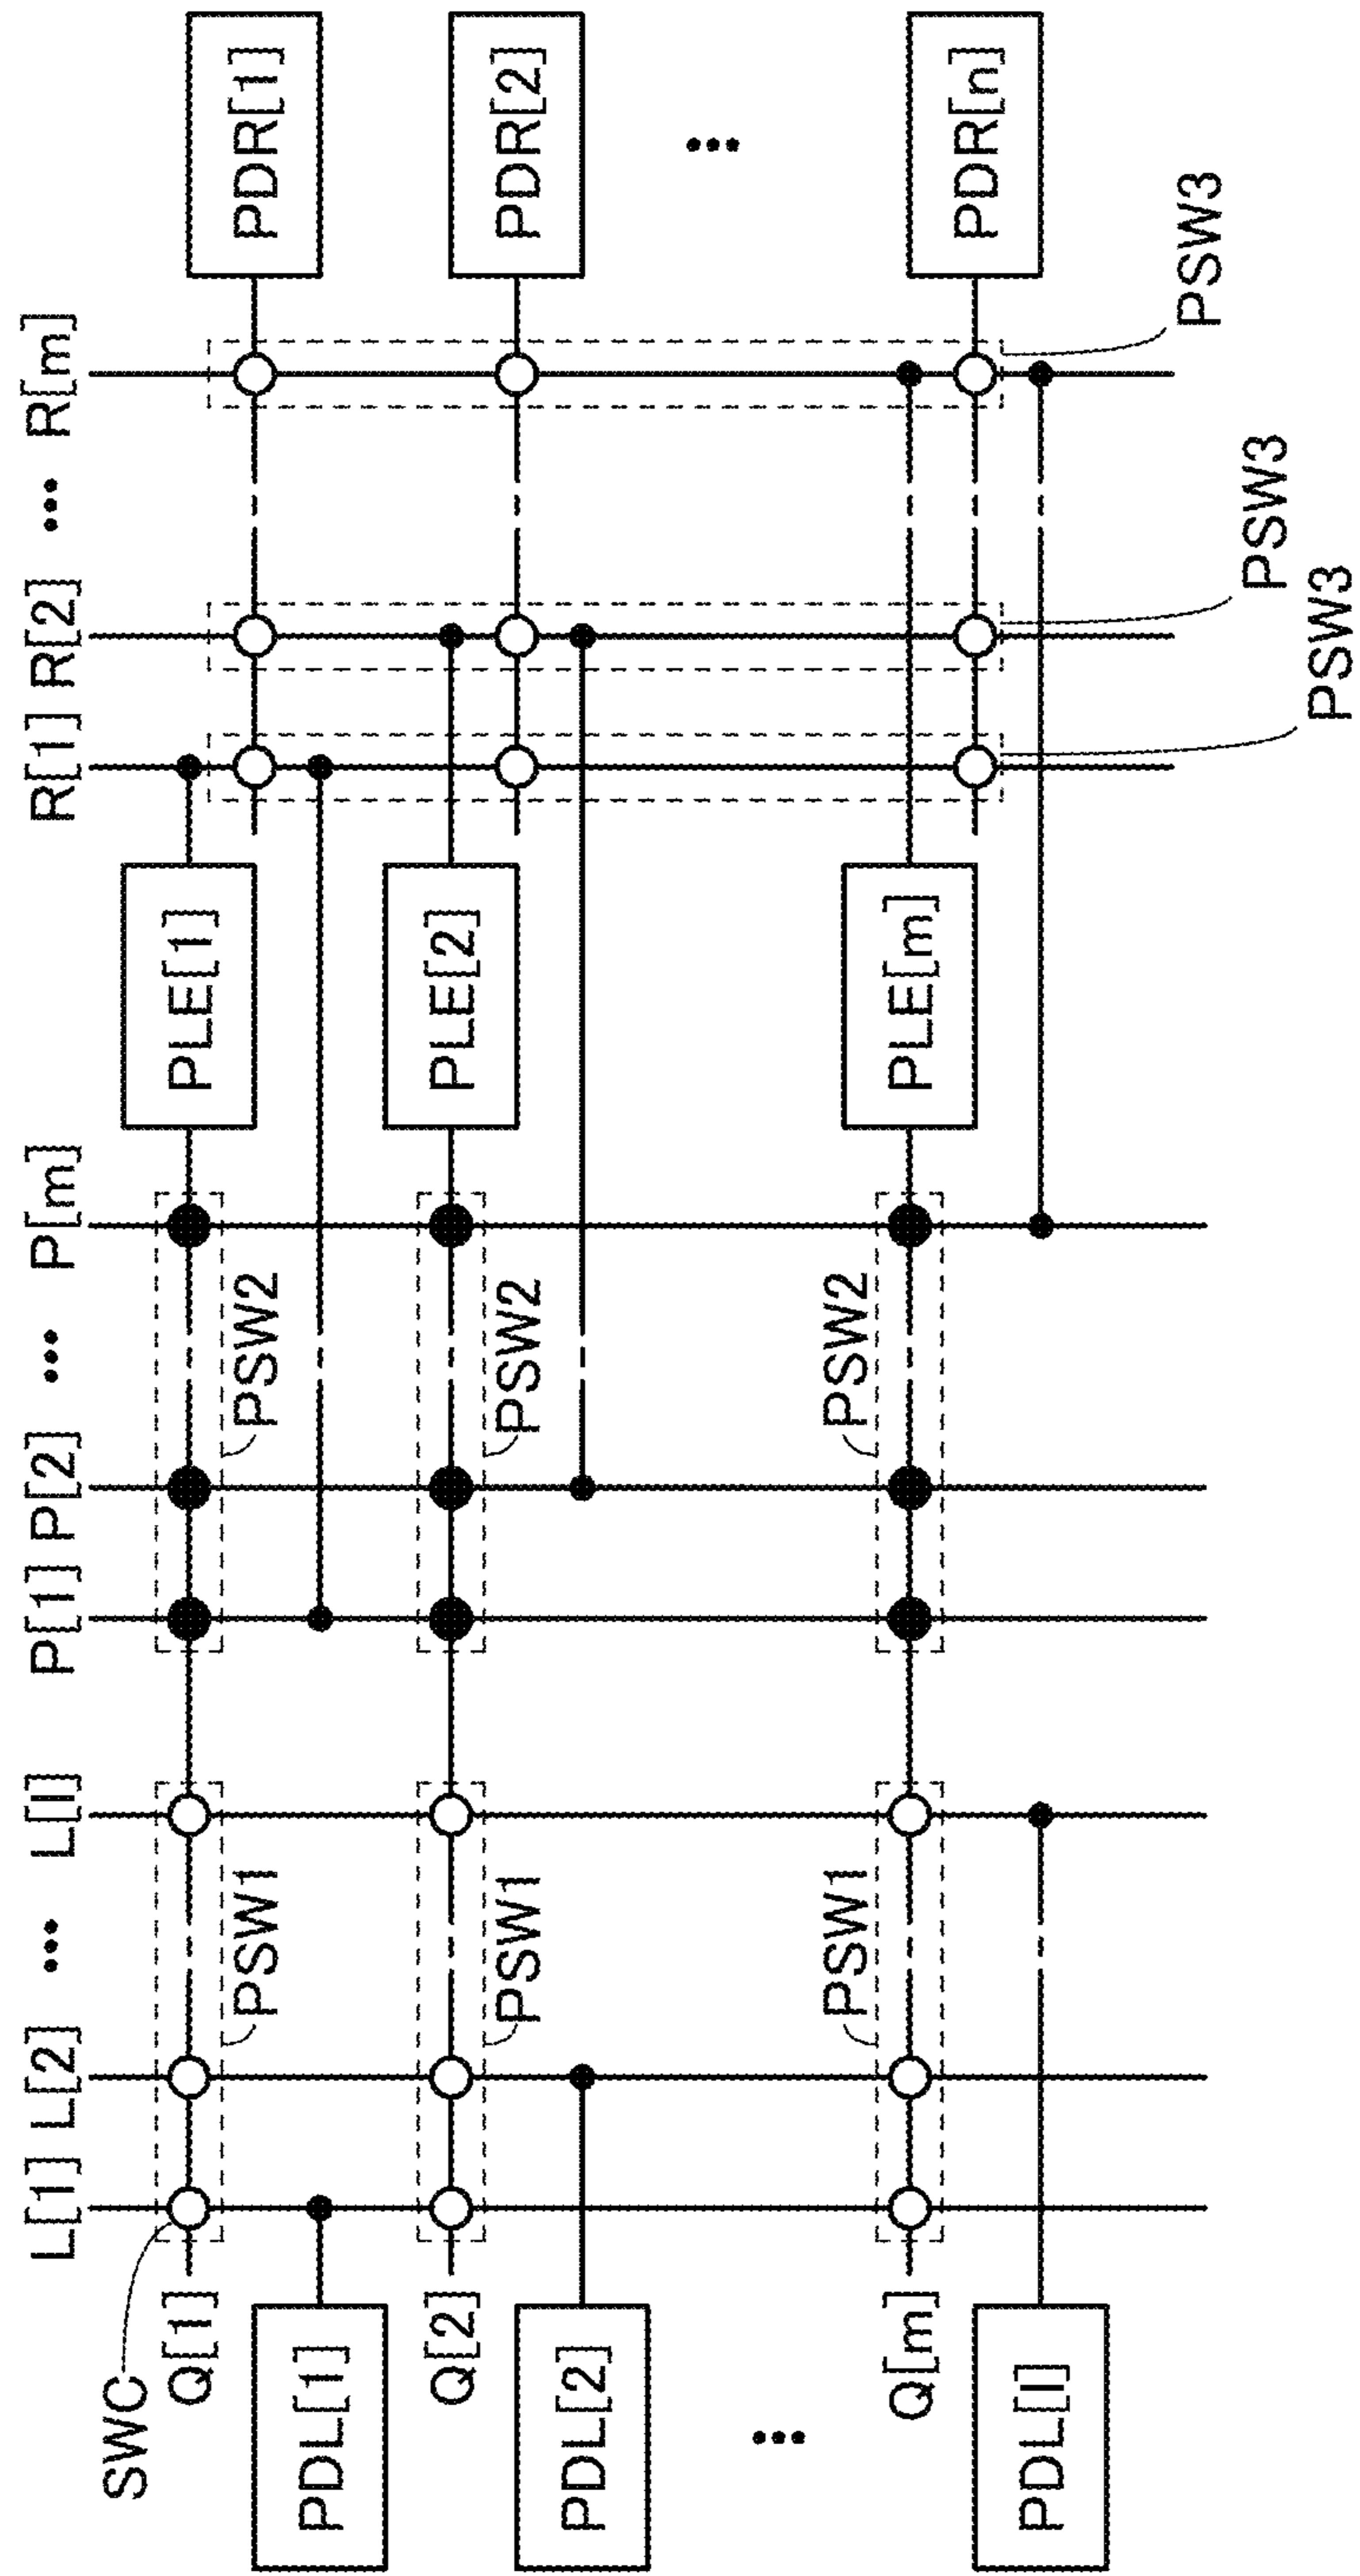 L[1] L[2] ... L[l] P[1] P[2] ... P[m] R[1] R[2] ... R[m]
SWC
Q[1] PLE[1] PDR[1]
PSW1 PSW2
PDL[1]
Q[2] PLE[2] PDR[2]
PSW1 PSW2
PDL[2]
...
...
PSW1 PSW2
Q[m] PLE[m] PDR[n]
PDL[l]
PSW3
PSW3
PSW3